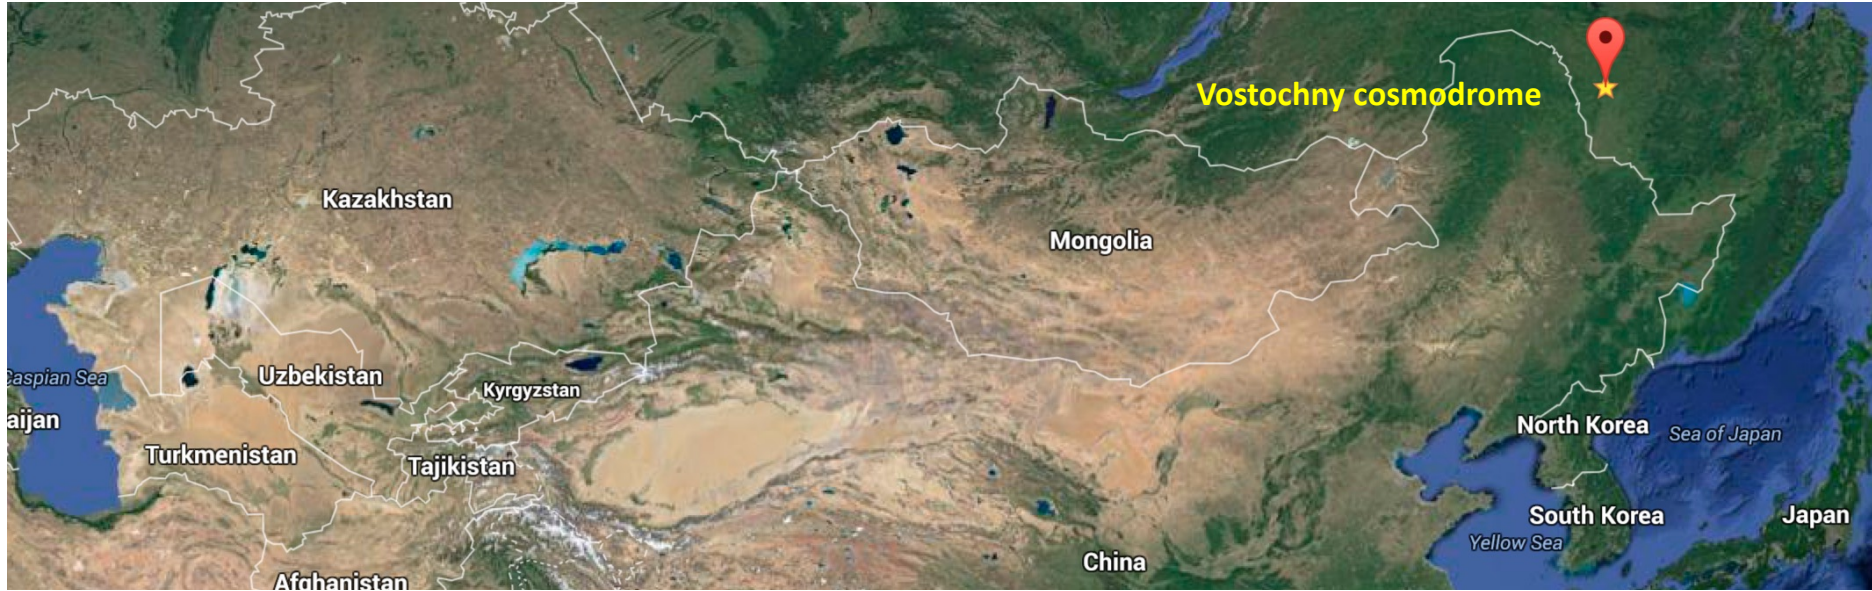 Vostochny cosmodrome
Kazakhstan
Mongolia
Caspian Sea
Uzbekistan
Kyrgyzstan
aijan
Turkmenistan
Tajikistan
North Korea
Sea of Japan
South Korea
Japan
Yellow Sea
China
Afghanistan